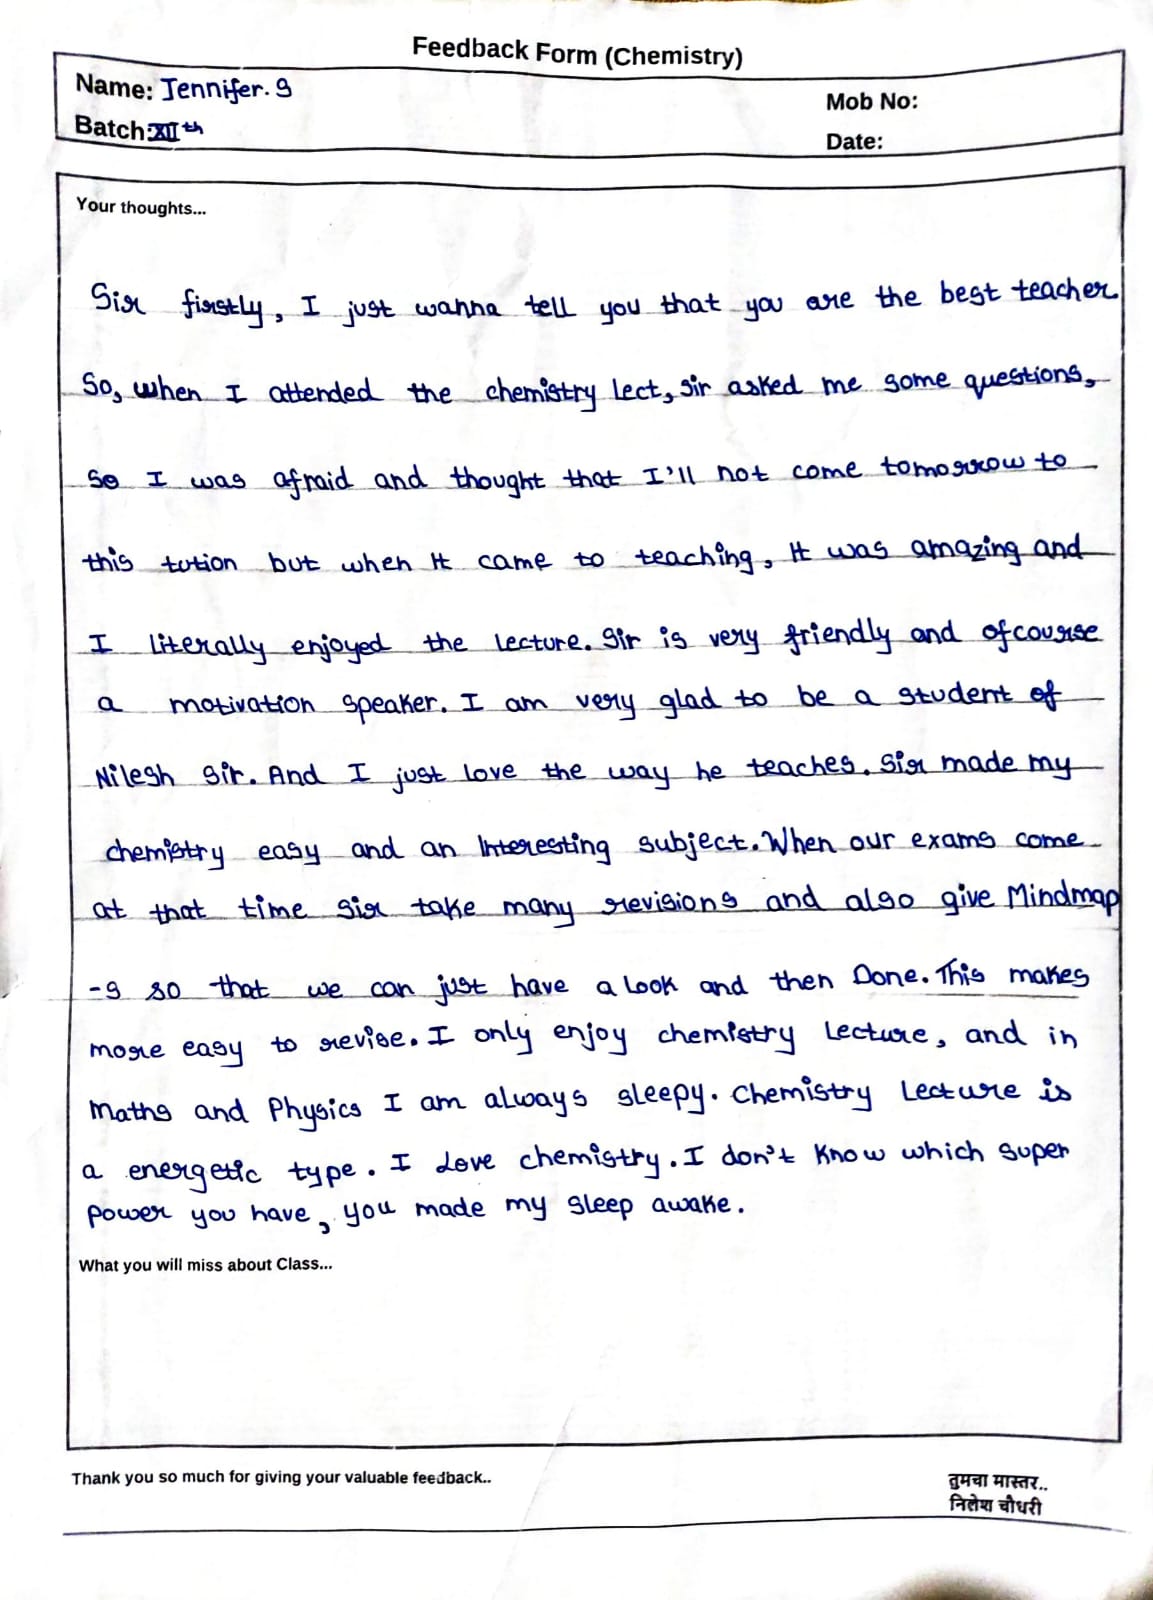 Feedback Form (Chemistry)
Name: Jennifer. S
Mob No:
Batch: XIIth
Date:
Your thoughts...
Sir firstly, I just wanna tell you that you are the best teacher.
So, when I attended the chemistry lect, Sir asked me some questions,
So I was afraid and thought that I'll not come tomorrow to
this tution but when it came to teaching, it was amazing and
I literally enjoyed the lecture. Sir is very friendly and ofcourse
a motivation speaker. I am very glad to be a student of
Nilesh Sir. And I just love the way he teaches. Sir made my
chemistry easy and an interesting subject. When our exams come
at that time Sir take many revisions and also give Mindmap
-s so that we can just have a look and then Done. This makes
more easy to revise. I only enjoy chemistry lecture, and in
Maths and Physics I am always sleepy. Chemistry Lecture is
a energetic type. I Love chemistry. I don't know which super
power you have, you made my sleep awake.
What you will miss about Class...
Thank you so much for giving your valuable feedback..
तुमचा मास्तर..
निलेश चौधरी